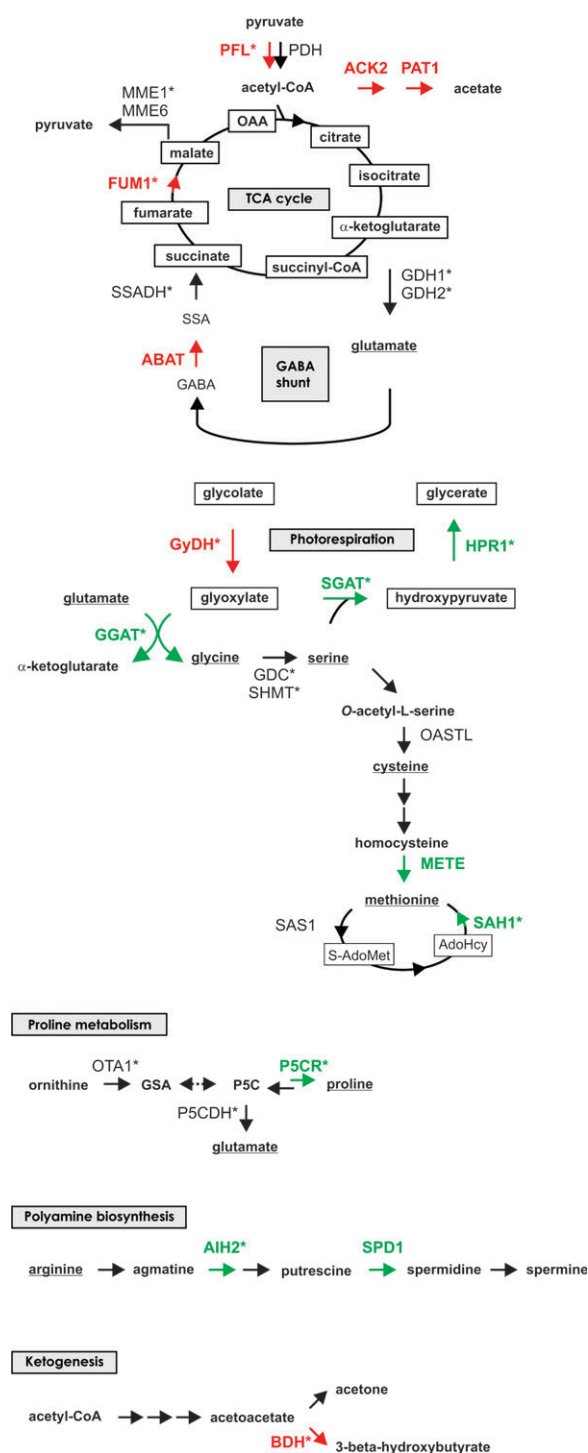 pyruvate
PFL* PDH
ACK2 PAT1
acetyl-CoA acetate
MME1*
MME6
OAA
pyruvate
citrate
malate
isocitrate
FUM1*
TCA cycle
fumarate
α-ketoglutarate
succinate
succinyl-CoA
GDH1*
GDH2*
SSADH*
SSA
glutamate
ABAT
GABA
shunt
GABA
glycolate glycerate
GyDH* Photorespiration HPR1*
SGAT*
glutamate glyoxylate hydroxypyruvate
GGAT*
α-ketoglutarate glycine serine
GDC*
SHMT*
O-acetyl-L-serine
OASTL
cysteine
homocysteine
METE
methionine
SAS1 SAH1*
S-AdoMet AdoHcy
Proline metabolism
OTA1* P5CR*
ornithine GSA P5C proline
P5CDH*
glutamate
Polyamine biosynthesis
AIH2* SPD1
arginine agmatine putrescine spermidine spermine
Ketogenesis
acetone
acetyl-CoA acetoacetate
BDH*
3-beta-hydroxybutyrate